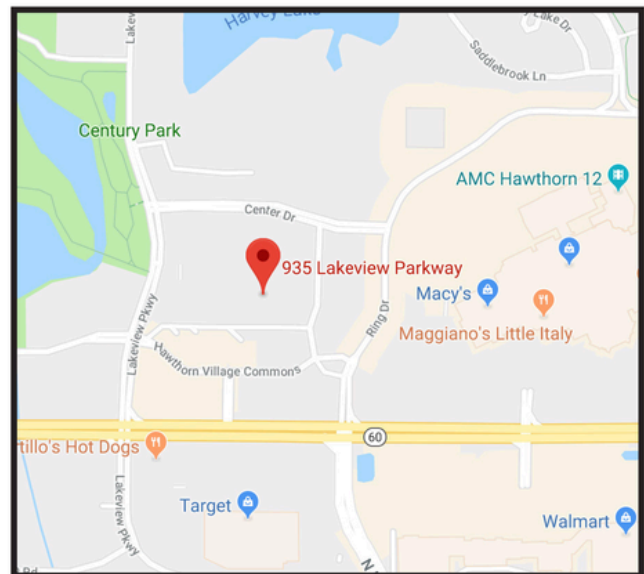 Harvey Lake
Lake Dr
Lakev
Saddlebrook Ln
Century Park
AMC Hawthorn 12
Center Dr
935 Lakeview Parkway
Macy's
Maggiano's Little Italy
Ring Dr
Lakeview Pkwy
Hawthorn Village Commons
60
rtillo's Hot Dogs
Target
Walmart
Lakeview Pkwy
Rd
N